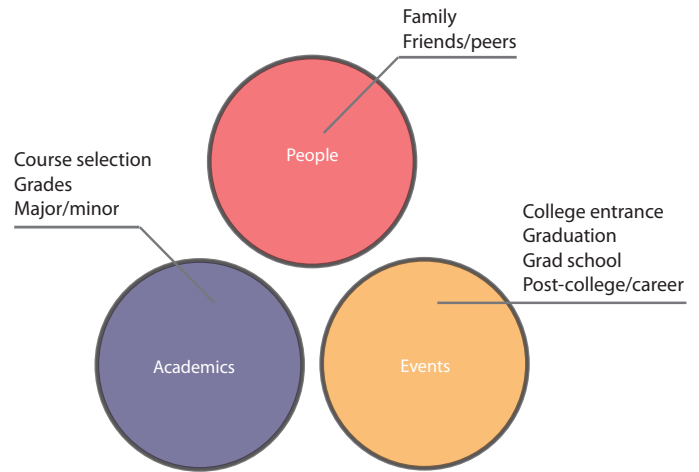 Family
Friends/peers
People
Course selection
Grades
Major/minor
College entrance
Graduation
Grad school
Post-college/career
Academics
Events